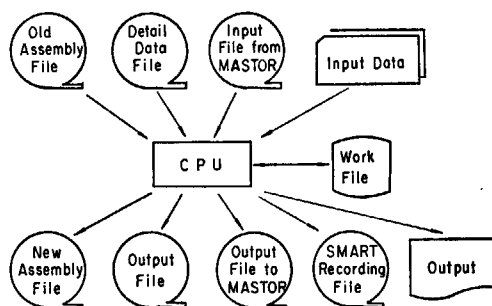 Old
Assembly
File
Detail
Data
File
Input
File from
MASTOR
Input Data
CPU
Work
File
New
Assembly
File
Output
File
Output
File to
MASTOR
SMART
Recording
File
Output